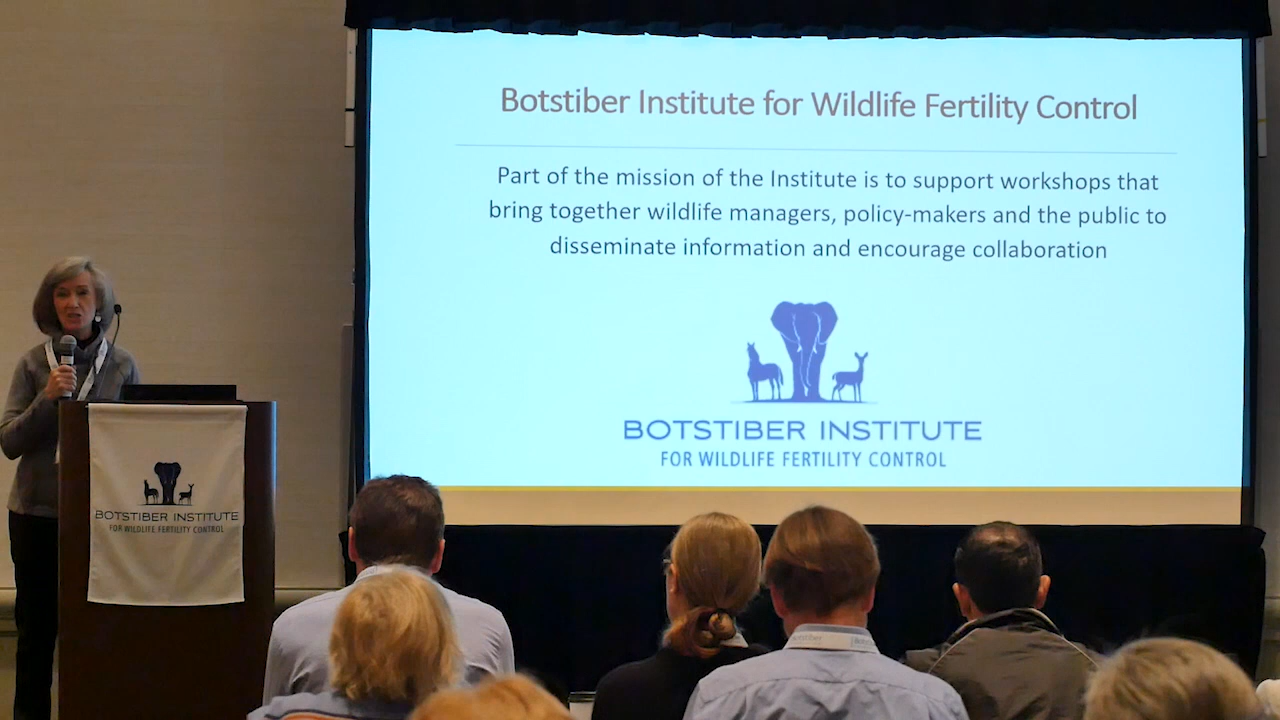 Botstiber Institute for Wildlife Fertility Control
Part of the mission of the Institute is to support workshops that
bring together wildlife managers, policy-makers and the public to
disseminate information and encourage collaboration
BOTSTIBER INSTITUTE
FOR WILDLIFE FERTILITY CONTROL
BOTSTIBER INSTITUTE
FOR WILDLIFE FERTILITY CONTROL